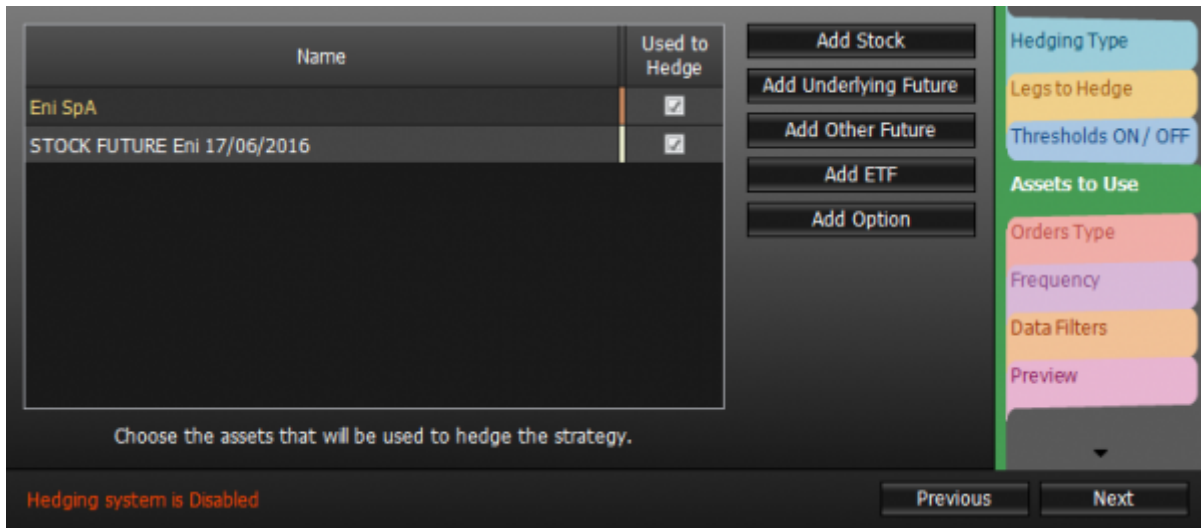 Name
Used to
Hedge
Eni SpA
STOCK FUTURE Eni 17/06/2016
Add Stock
Add Underlying Future
Add Other Future
Add ETF
Add Option
Choose the assets that will be used to hedge the strategy.
Hedging Type
Legs to Hedge
Thresholds ON / OFF
Assets to Use
Orders Type
Frequency
Data Filters
Preview
Hedging system is Disabled
Previous
Next